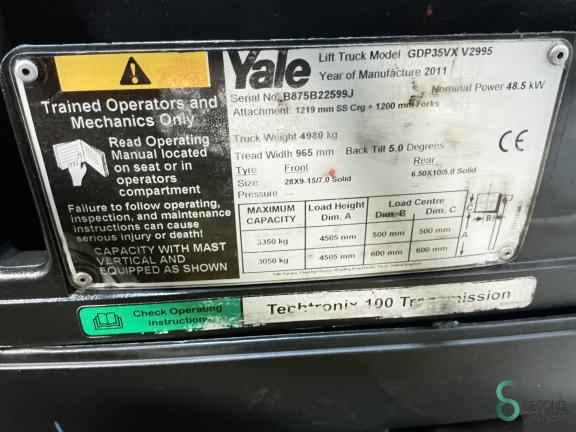 Trained Operators and
Mechanics Only
Read Operating
Manual located
on seat or in
operators
compartment
Failure to follow operating,
inspection, and maintenance
instructions can cause
serious injury or death!
CAPACITY WITH MAST
VERTICAL AND
EQUIPPED AS SHOWN
Yale
Lift Truck Model GDP35VX V2995
Year of Manufacture 2011
Serial No. B875B22599J Nominal Power 48.5 kW
Attachment: 1219 mm SS Crg + 1200 mm Forks
Truck Weight 4980 kg
Tread Width 965 mm Back Tilt 5.0 Degrees
Tyre Front Rear
Size 28X9-15/7.0 Solid 6.50X10/5.0 Solid
Pressure — —
CE
MAXIMUM CAPACITY Load Height Dim. A Load Centre Dim. B Dim. C
3350 kg 4505 mm 500 mm 500 mm
3050 kg 4505 mm 600 mm 600 mm
C
B
A
Check Operating
Instructions
Techtronix 100 Transmission
SECOND
OWNER